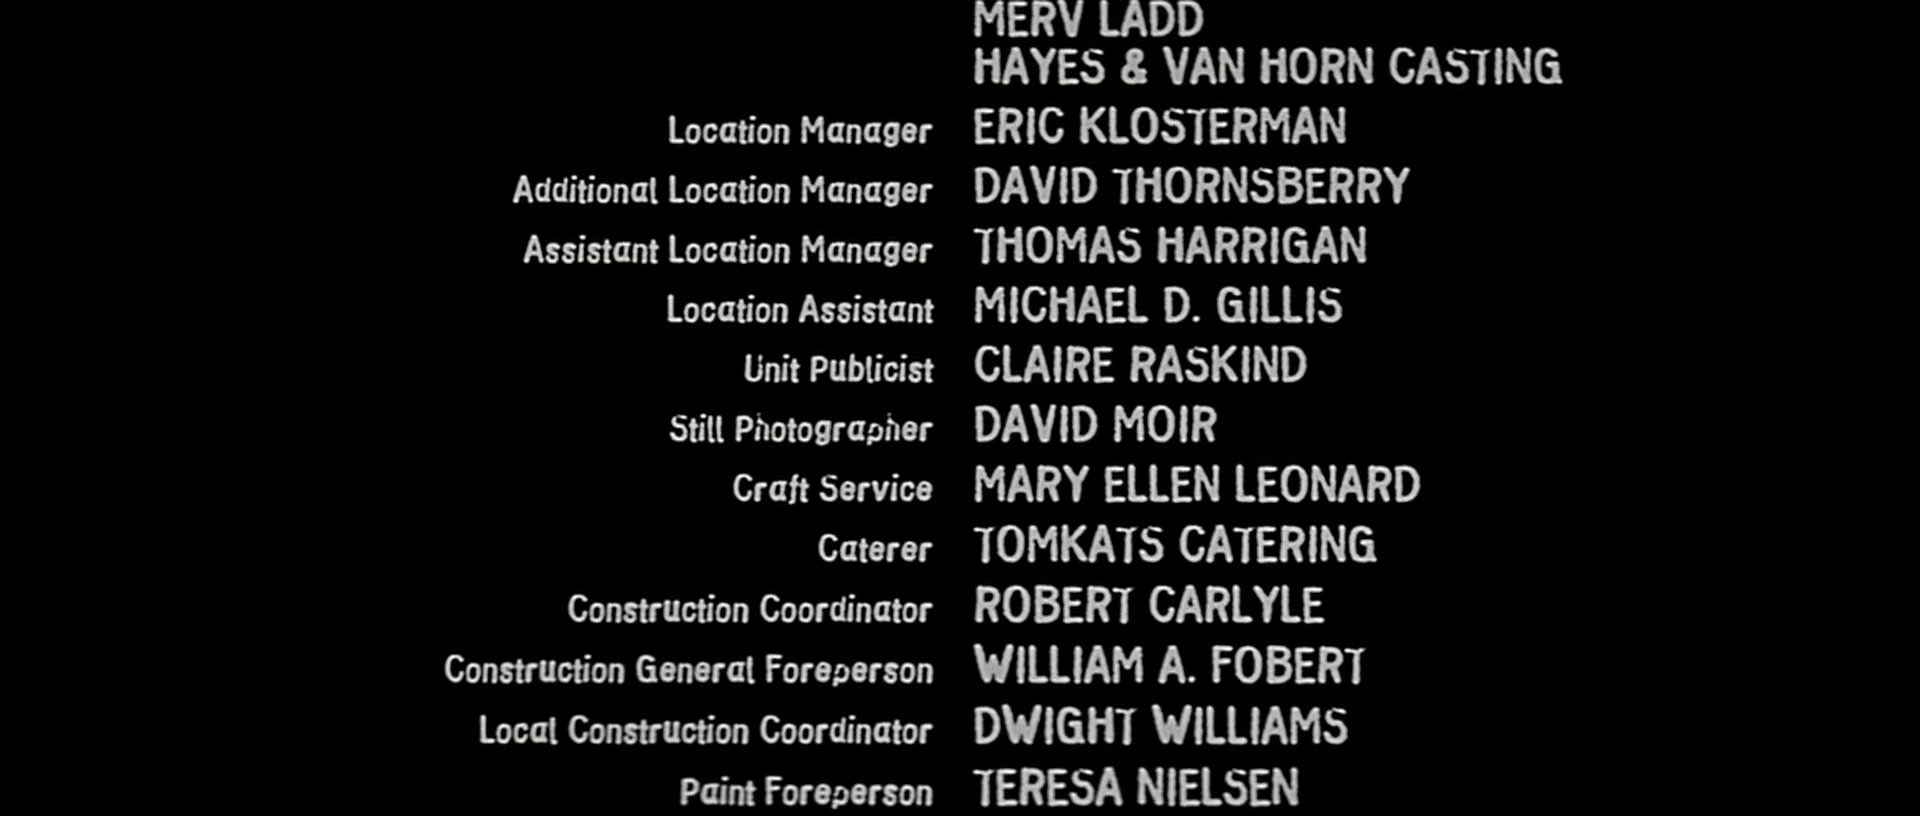 MERV LADD
HAYES & VAN HORN CASTING
Location Manager ERIC KLOSTERMAN
Additional Location Manager DAVID THORNSBERRY
Assistant Location Manager THOMAS HARRIGAN
Location Assistant MICHAEL D. GILLIS
Unit Publicist CLAIRE RASKIND
Still Photographer DAVID MOIR
Craft Service MARY ELLEN LEONARD
Caterer TOMKATS CATERING
Construction Coordinator ROBERT CARLYLE
Construction General Foreperson WILLIAM A. FOBERT
Local Construction Coordinator DWIGHT WILLIAMS
Paint Foreperson TERESA NIELSEN